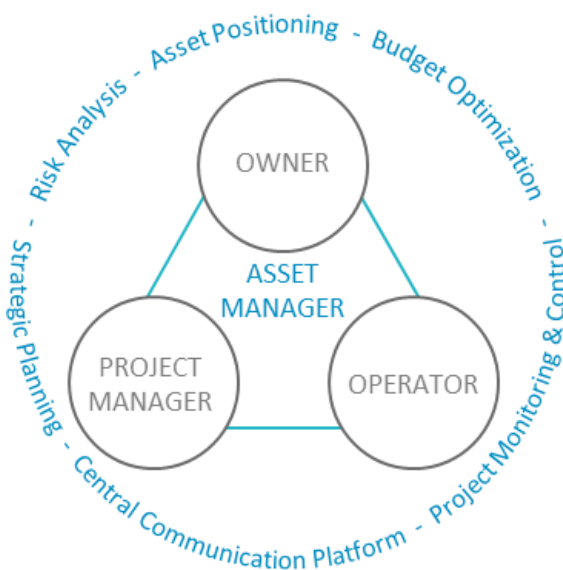 Strategic Planning - Risk Analysis - Asset Positioning - Budget Optimization - Project Monitoring & Control - Central Communication Platform -
OWNER
ASSET
MANAGER
PROJECT
MANAGER
OPERATOR